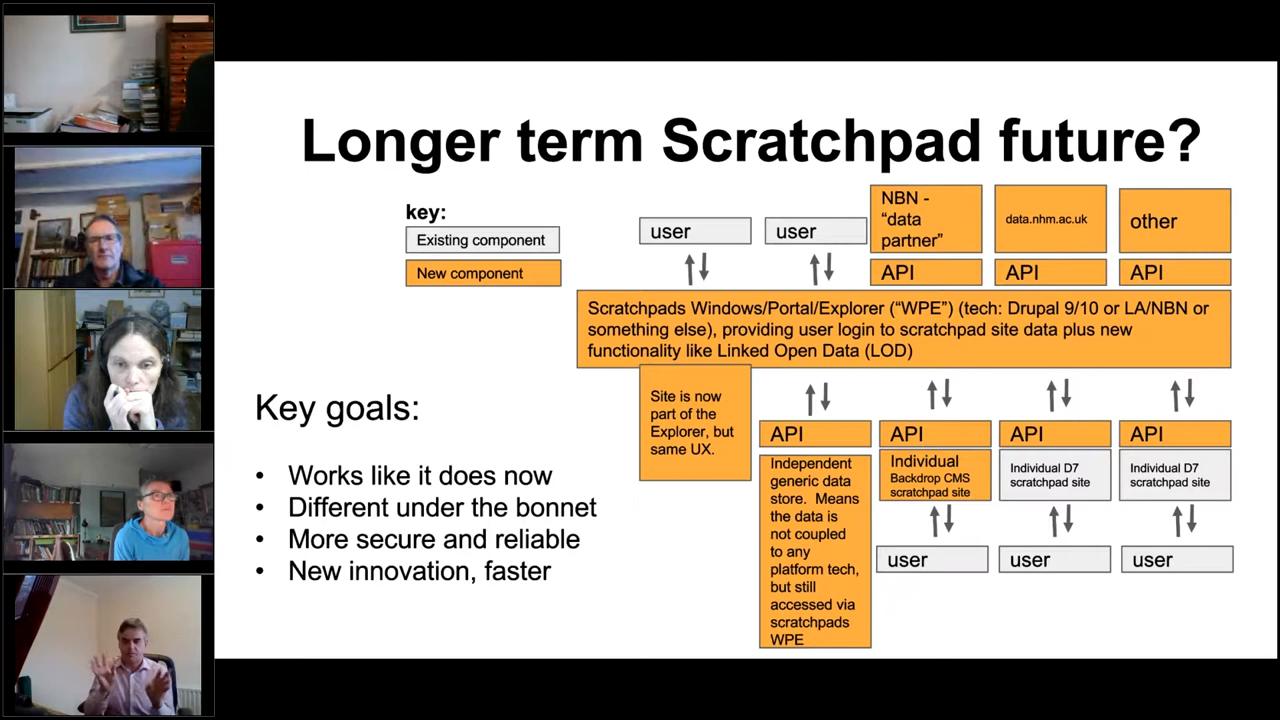 Longer term Scratchpad future?
key:
Existing component
New component
user
user
NBN -
“data
partner”
data.nhm.ac.uk
other
API
API
API
Scratchpads Windows/Portal/Explorer (“WPE”) (tech: Drupal 9/10 or LA/NBN or
something else), providing user login to scratchpad site data plus new
functionality like Linked Open Data (LOD)
Site is now
part of the
Explorer, but
same UX.
API
API
API
API
Independent
generic data
store. Means
the data is
not coupled
to any
platform tech,
but still
accessed via
scratchpads
WPE
Individual
Backdrop CMS
scratchpad site
Individual D7
scratchpad site
Individual D7
scratchpad site
user
user
user
Key goals:
• Works like it does now
• Different under the bonnet
• More secure and reliable
• New innovation, faster